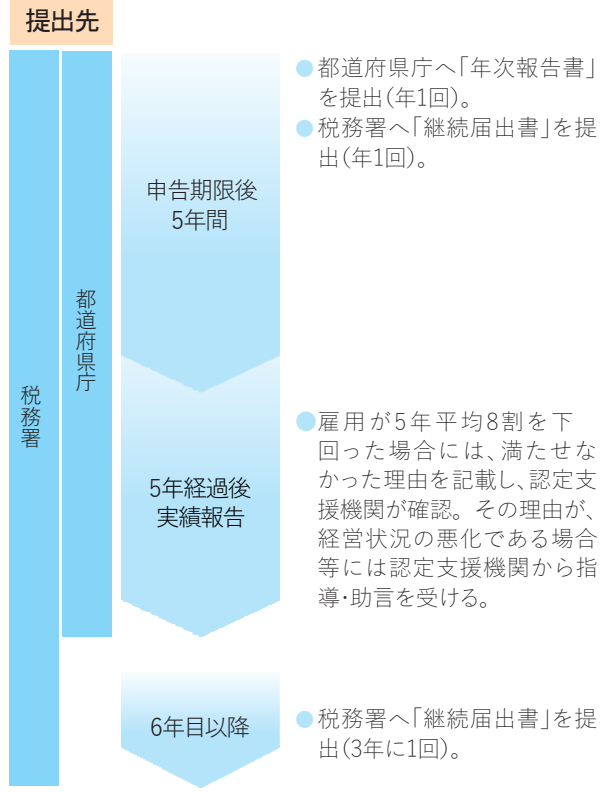 提出先
税務署
都道府県庁
申告期限後
5年間
●都道府県庁へ「年次報告書」
を提出(年1回)。
●税務署へ「継続届出書」を提
出(年1回)。
5年経過後
実績報告
●雇用が5年平均8割を下
回った場合には、満たせな
かった理由を記載し、認定支
援機関が確認。その理由が、
経営状況の悪化である場合
等には認定支援機関から指
導・助言を受ける。
6年目以降
●税務署へ「継続届出書」を提
出(3年に1回)。